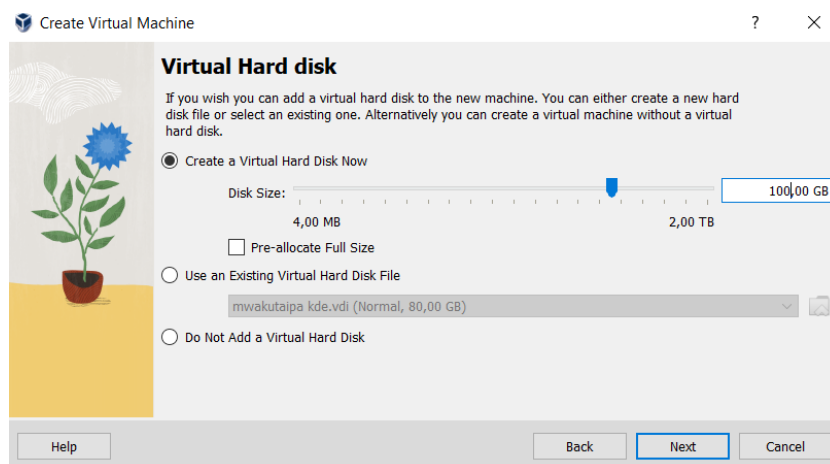 Create Virtual Machine
Virtual Hard disk
If you wish you can add a virtual hard disk to the new machine. You can either create a new hard
disk file or select an existing one. Alternatively you can create a virtual machine without a virtual
hard disk.
Create a Virtual Hard Disk Now
Disk Size: 100,00 GB
4,00 MB 2,00 TB
Pre-allocate Full Size
Use an Existing Virtual Hard Disk File
mwakutaipa kde.vdi (Normal, 80,00 GB)
Do Not Add a Virtual Hard Disk
Help Back Next Cancel